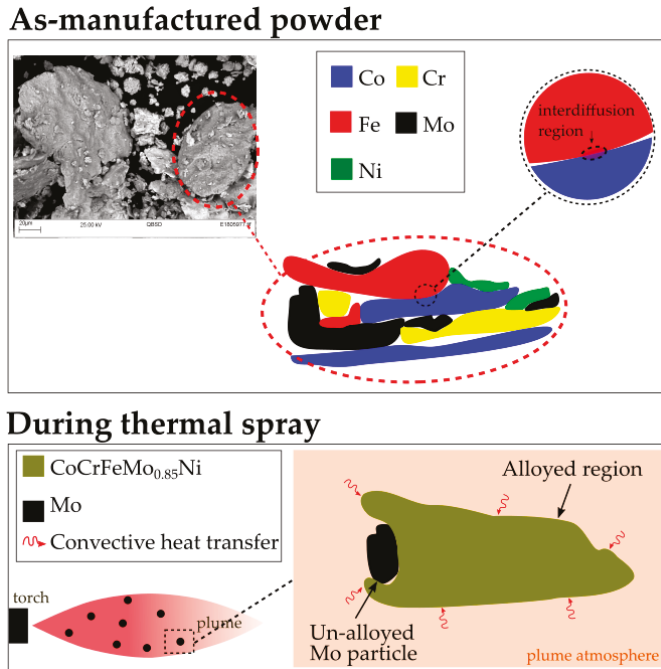 As-manufactured powder
Co
Cr
Fe
Mo
Ni
interdiffusion
region
20μm
25.00 kV
QBSD
During thermal spray
CoCrFeMo₀.₈₅Ni
Mo
Convective heat transfer
torch
plume
Alloyed region
Un-alloyed
Mo particle
plume atmosphere